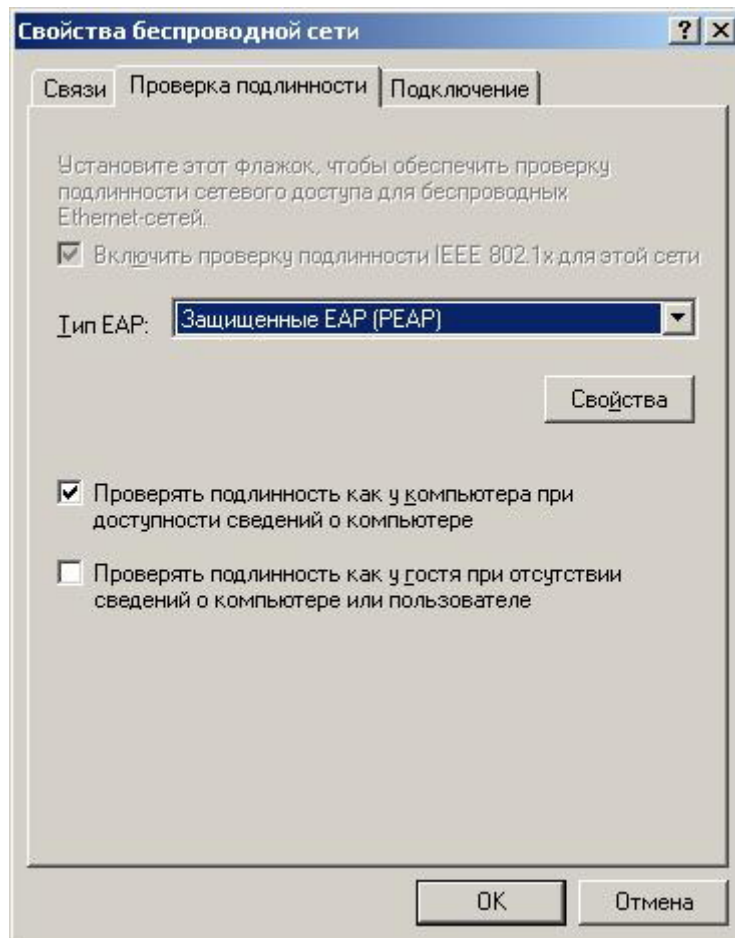 Свойства беспроводной сети
Связи Проверка подлинности Подключение
Установите этот флажок, чтобы обеспечить проверку
подлинности сетевого доступа для беспроводных
Ethernet-сетей.
Включить проверку подлинности IEEE 802.1x для этой сети
Тип EAP: Защищенные EAP (PEAP)
Свойства
Проверять подлинность как у компьютера при
доступности сведений о компьютере
Проверять подлинность как у гостя при отсутствии
сведений о компьютере или пользователе
OK Отмена